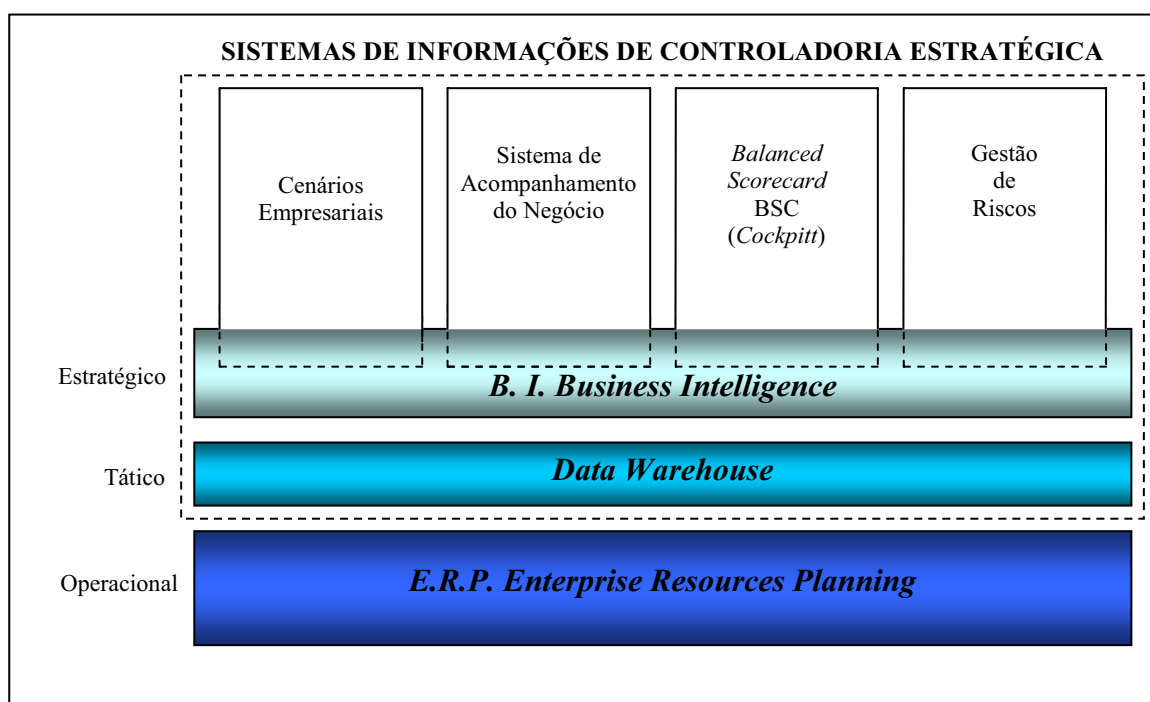 SISTEMAS DE INFORMAÇÕES DE CONTROLADORIA ESTRATÉGICA
Cenários
Empresariais
Sistema de
Acompanhamento
do Negócio
Balanced
Scorecard
BSC
(Cockpitt)
Gestão
de
Riscos
Estratégico
B. I. Business Intelligence
Tático
Data Warehouse
Operacional
E.R.P. Enterprise Resources Planning